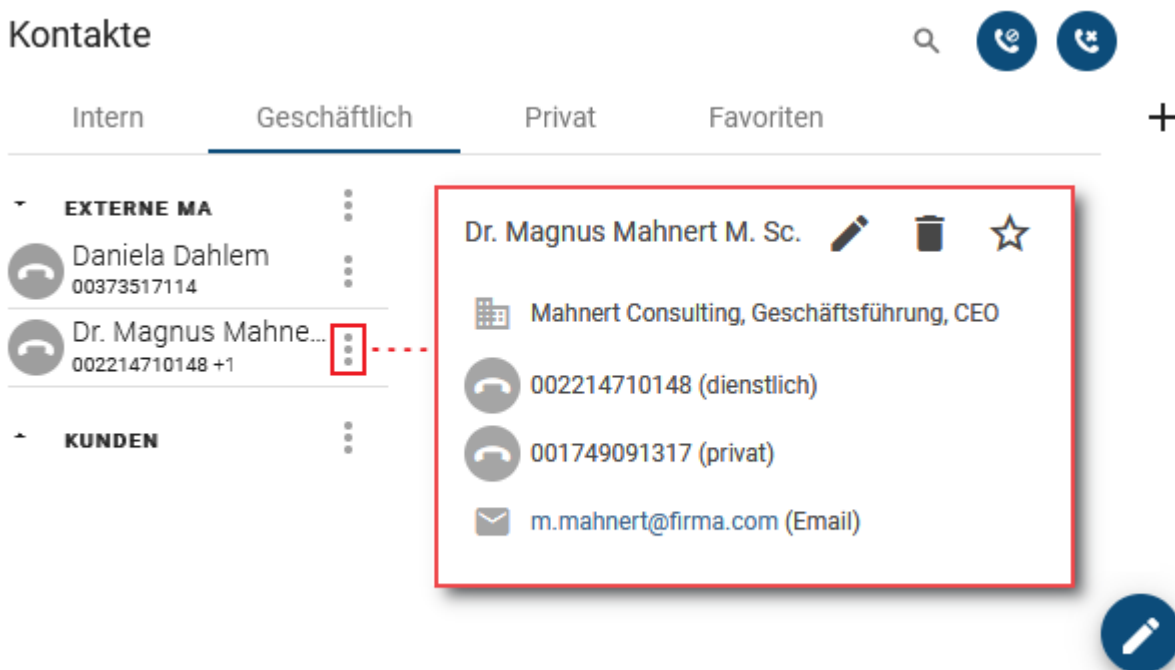 Kontakte
Intern Geschäftlich Privat Favoriten
EXTERNE MA
Daniela Dahlem
00373517114
Dr. Magnus Mahne...
002214710148 +1
KUNDEN
Dr. Magnus Mahnert M. Sc.
Mahnert Consulting, Geschäftsführung, CEO
002214710148 (dienstlich)
001749091317 (privat)
m.mahnert@firma.com (Email)